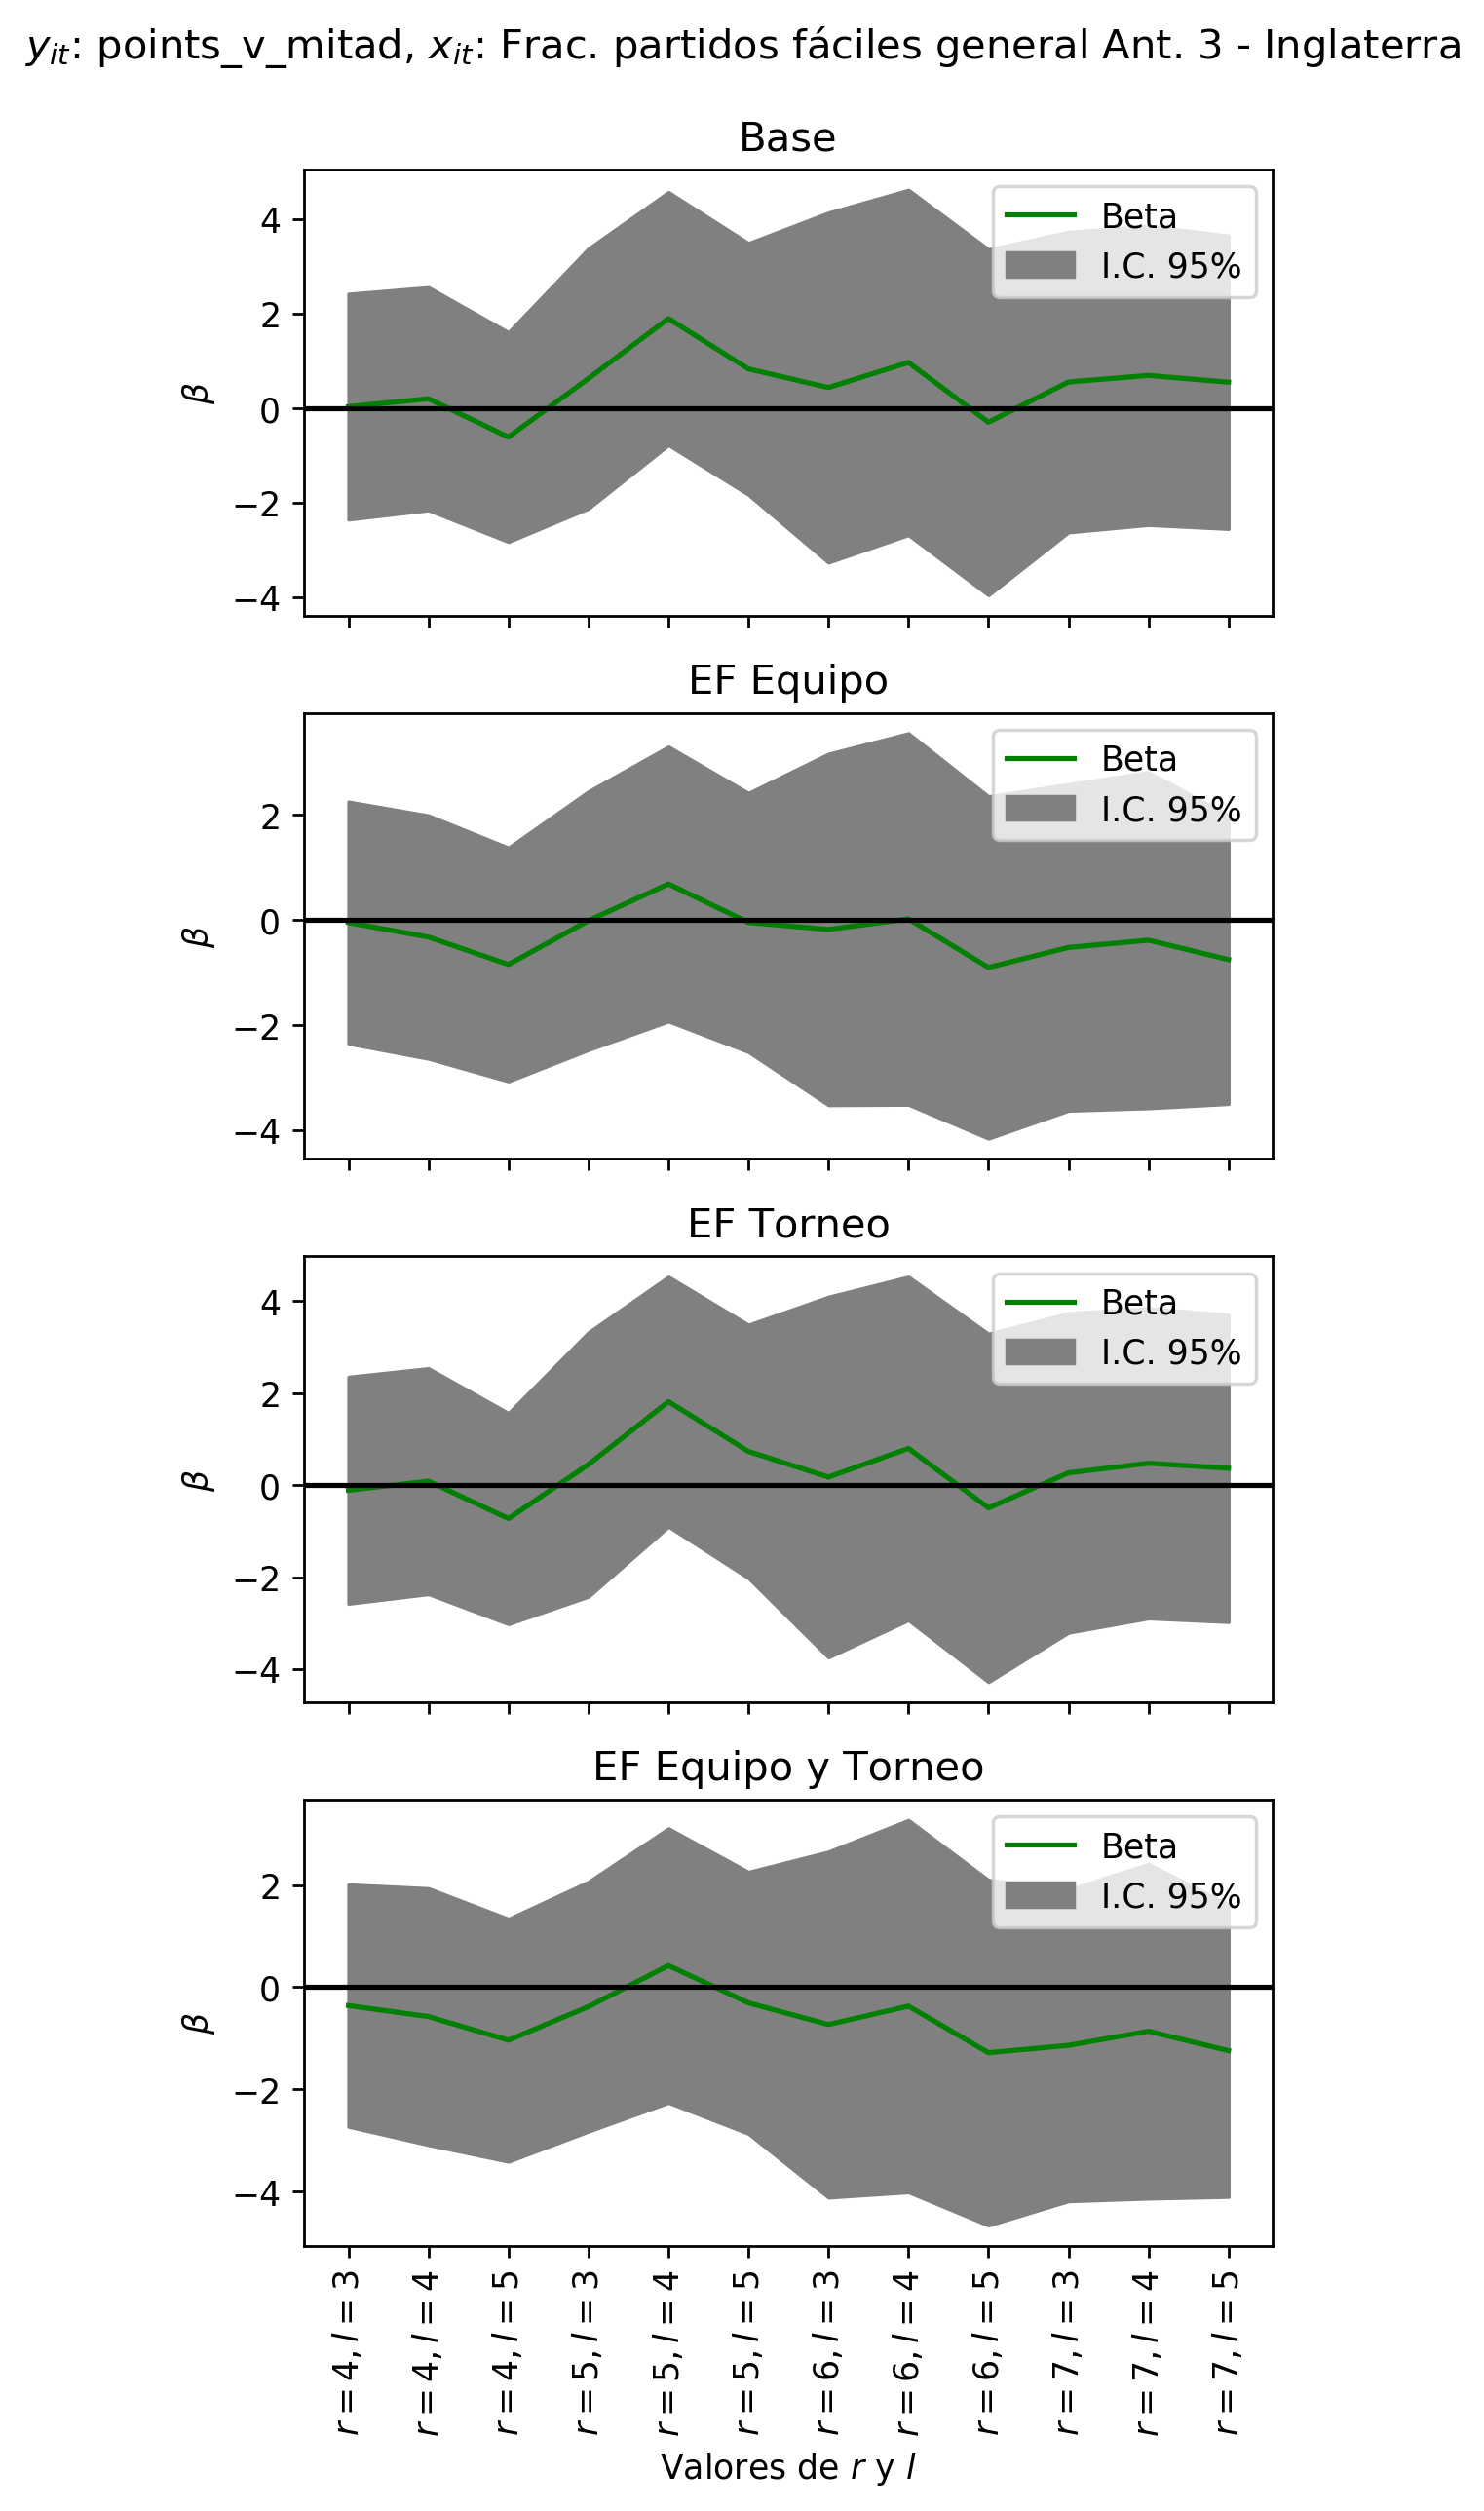 y_it: points_v_mitad, x_it: Frac. partidos fáciles general Ant. 3 - Inglaterra
Base
Beta
I.C. 95%
4
2
0
−2
−4
β
EF Equipo
Beta
I.C. 95%
2
0
−2
−4
β
EF Torneo
Beta
I.C. 95%
4
2
0
−2
−4
β
EF Equipo y Torneo
Beta
I.C. 95%
2
0
−2
−4
β
r = 4, l = 3
r = 4, l = 4
r = 4, l = 5
r = 5, l = 3
r = 5, l = 4
r = 5, l = 5
r = 6, l = 3
r = 6, l = 4
r = 6, l = 5
r = 7, l = 3
r = 7, l = 4
r = 7, l = 5
Valores de r y l